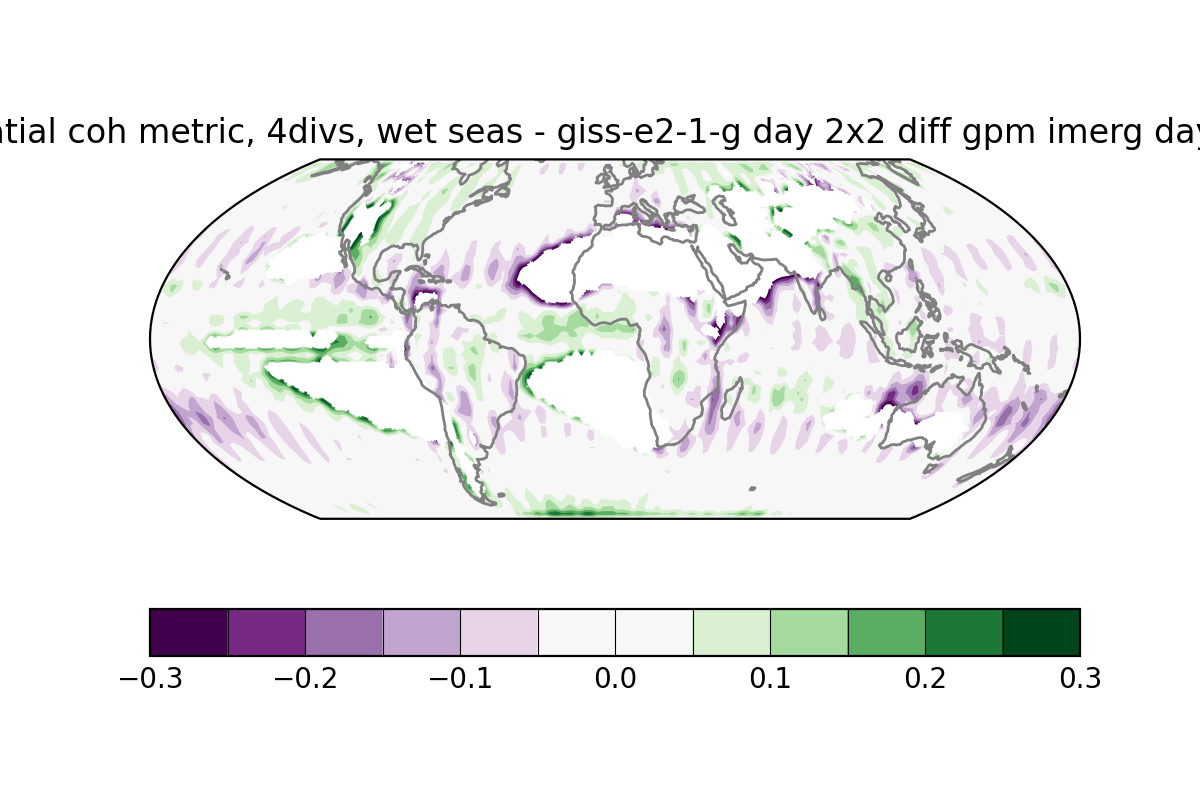 tial coh metric, 4divs, wet seas - giss-e2-1-g day 2x2 diff gpm imerg day
−0.3 −0.2 −0.1 0.0 0.1 0.2 0.3